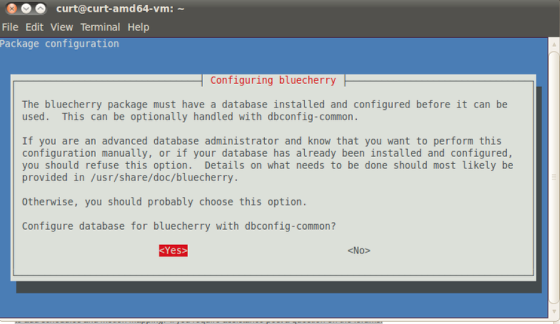 curt@curt-amd64-vm: ~
File Edit View Search Terminal Help
Package configuration
Configuring bluecherry
The bluecherry package must have a database installed and configured before it can be
used. This can be optionally handled with dbconfig-common.
If you are an advanced database administrator and know that you want to perform this
configuration manually, or if your database has already been installed and configured,
you should refuse this option. Details on what needs to be done should most likely be
provided in /usr/share/doc/bluecherry.
Otherwise, you should probably choose this option.
Configure database for bluecherry with dbconfig-common?
<Yes> <No>